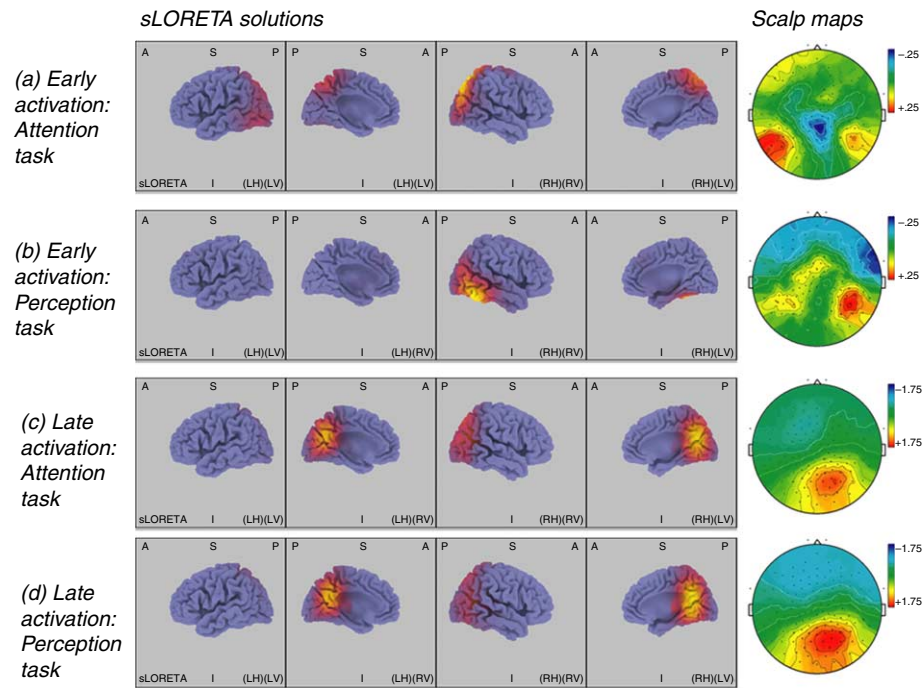 sLORETA solutions
Scalp maps
(a) Early
activation:
Attention
task
A S P P S A P S A A S P
sLORETA I (LH)(LV) I (LH)(LV) I (RH)(RV) I (RH)(LV)
−.25
+.25
(b) Early
activation:
Perception
task
A S P P S A P S A A S P
sLORETA I (LH)(LV) I (LH)(RV) I (RH)(RV) I (RH)(LV)
−.25
+.25
(c) Late
activation:
Attention
task
A S P P S A P S A A S P
sLORETA I (LH)(LV) I (LH)(RV) I (RH)(RV) I (RH)(LV)
−1.75
+1.75
(d) Late
activation:
Perception
task
A S P P S A P S A A S P
sLORETA I (LH)(LV) I (LH)(RV) I (RH)(RV) I (RH)(LV)
−1.75
+1.75